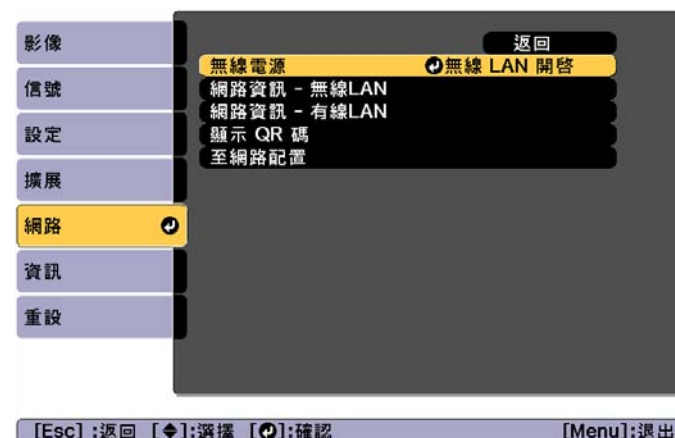 影像
信號
設定
擴展
網路
資訊
重設
返回
無線電源 無線 LAN 開啓
網路資訊 - 無線LAN
網路資訊 - 有線LAN
顯示 QR 碼
至網路配置
[Esc] :返回 [◆]:選擇 [↵]:確認 [Menu]:退出